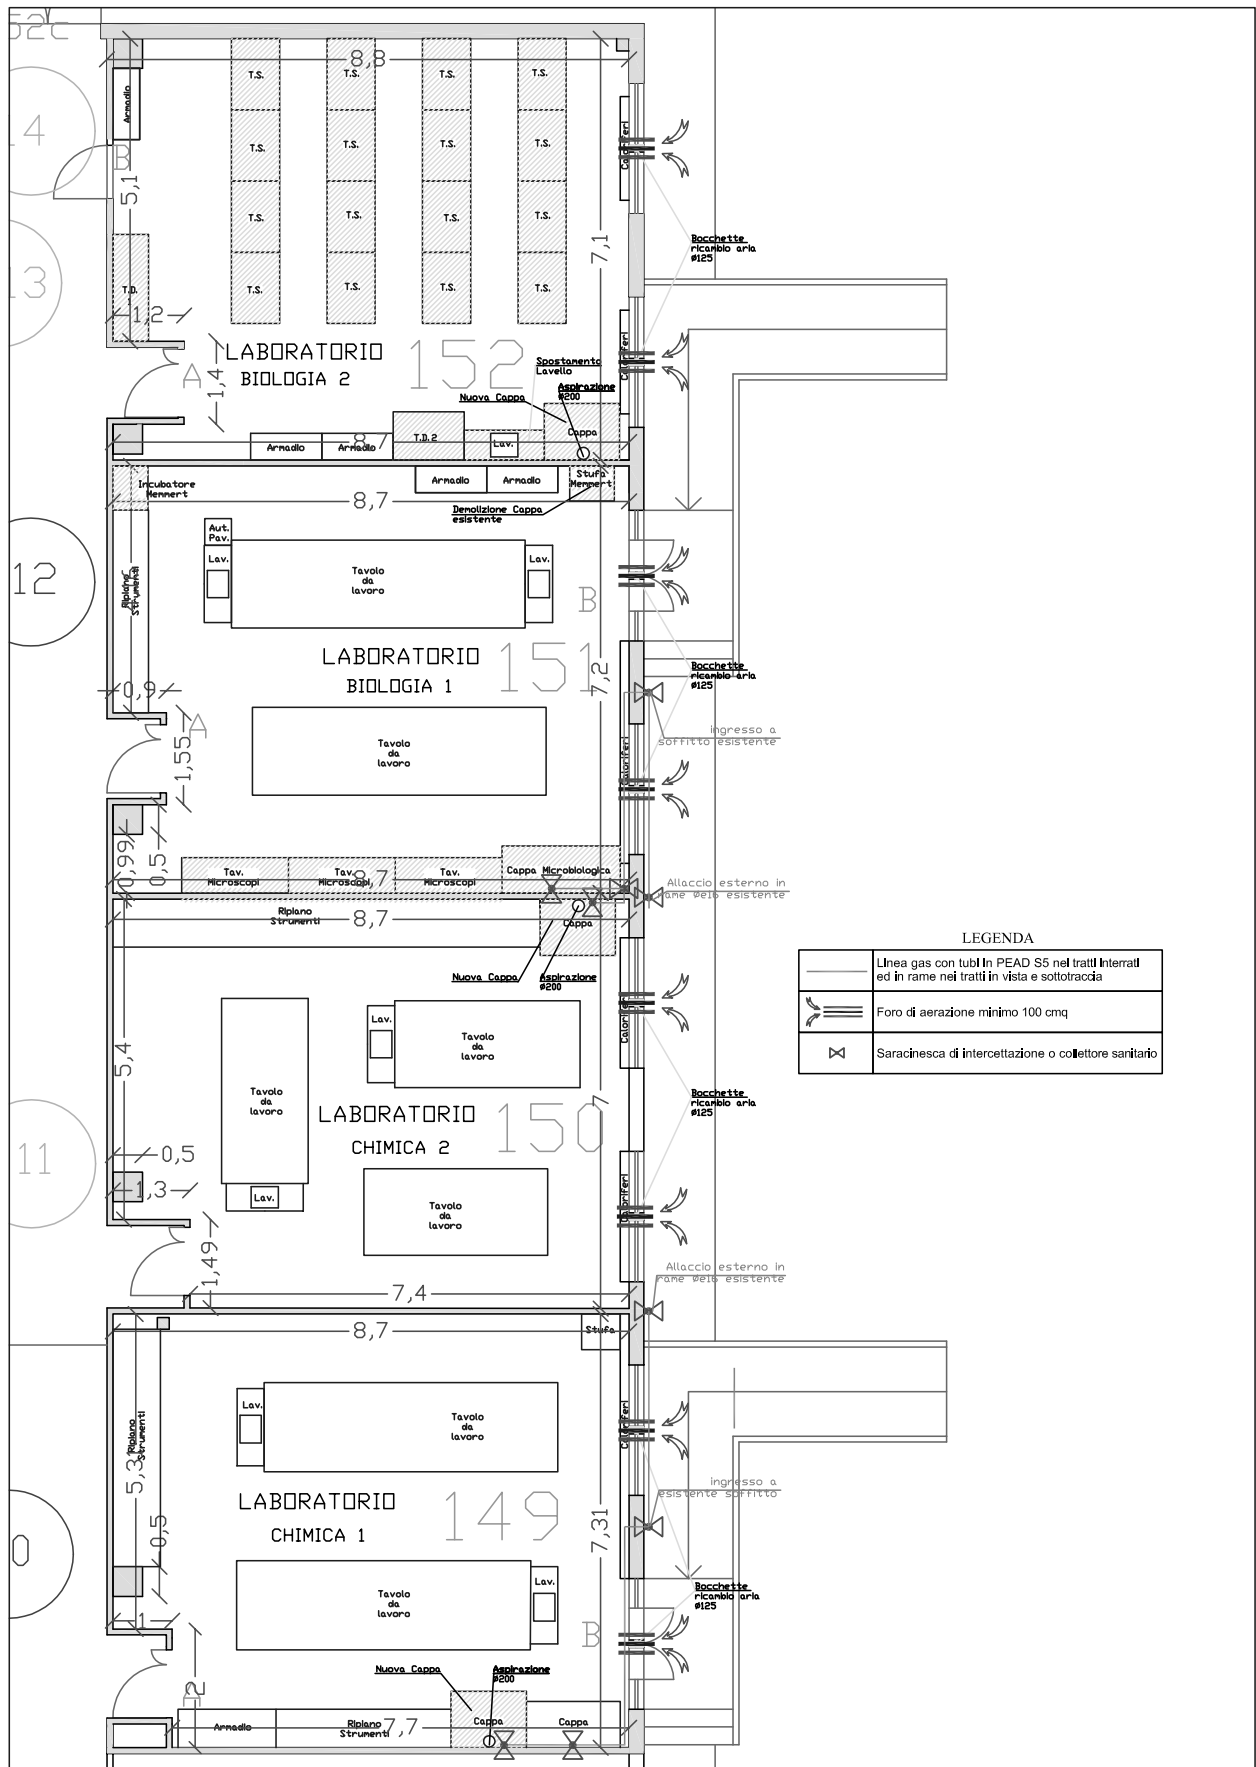 52C
8,8
T.S.
T.S.
T.S.
T.S.
Armadio
14
B
T.S.
T.S.
T.S.
T.S.
Caloriferi
5,1
T.S.
T.S.
T.S.
T.S.
7,1
Bocchette
ricambio aria
ø125
13
T.D.
T.S.
T.S.
T.S.
T.S.
1,2
LABORATORIO
BIOLOGIA 2
152
A
1,4
Spostamento
Lavello
Caloriferi
Aspirazione
ø200
Nuova Cappa
Armadio
Armadio
8,7
T.D.2
Lav.
Cappa
Incubatore
Memmert
8,7
Armadio
Armadio
Stufa
Memmert
Demolizione Cappa
esistente
12
Aut.
Pav.
Lav.
Tavolo
da
lavoro
Lav.
Ripiano
Strumenti
B
LABORATORIO
BIOLOGIA 1
151
7,2
Bocchette
ricambio aria
ø125
0,9
A
1,55
Tavolo
da
lavoro
Caloriferi
ingresso a
soffitto esistente
0,99
0,5
Tav.
Microscopi
Tav.
Microscopi
8,7
Tav.
Microscopi
Cappa Microbiologica
Allaccio esterno in
rame øe16 esistente
8,7
Ripiano
Strumenti
Cappa
Nuova Cappa
Aspirazione
ø200
LEGENDA
Linea gas con tubi in PEAD S5 nei tratti interrati
ed in rame nei tratti in vista e sottotraccia
Foro di aerazione minimo 100 cmq
Saracinesca di intercettazione o collettore sanitario
Lav.
Tavolo
da
lavoro
Caloriferi
5,4
Tavolo
da
lavoro
LABORATORIO
CHIMICA 2
150
7
Bocchette
ricambio aria
ø125
11
0,5
1,3
Lav.
Tavolo
da
lavoro
Caloriferi
1,49
7,4
Allaccio esterno in
rame øe16 esistente
8,7
Stufa
Lav.
Tavolo
da
lavoro
Caloriferi
Ripiano
Strumenti
5,3
LABORATORIO
CHIMICA 1
149
ingresso a
esistente soffitto
0,5
7,31
0
Tavolo
da
lavoro
Lav.
Bocchette
ricambio aria
ø125
1
B
2
A
Nuova Cappa
Aspirazione
ø200
Armadio
Ripiano
Strumenti
7,7
Cappa
Cappa